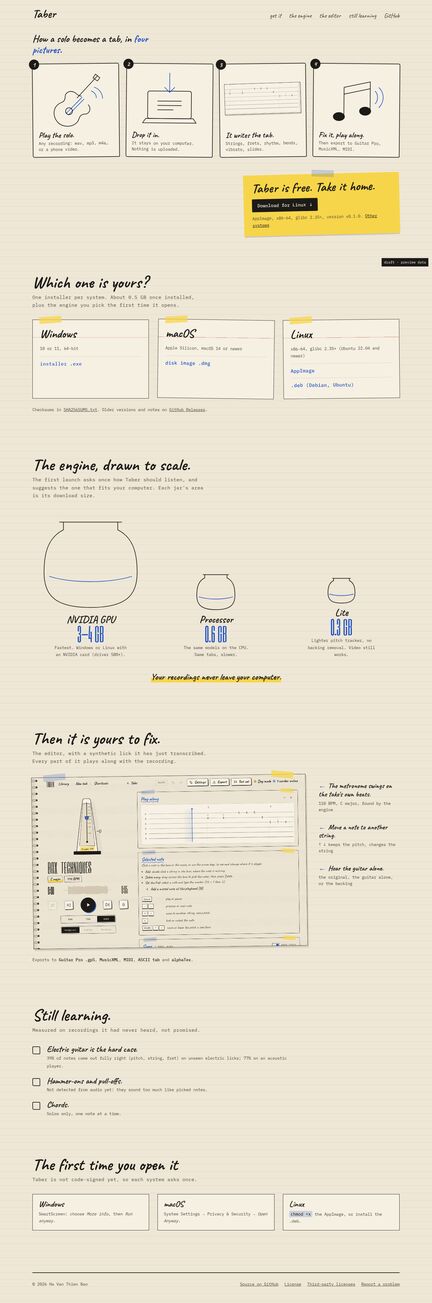 Taber
get it the engine the editor still learning GitHub
How a solo becomes a tab, in four
pictures.
1
2
3
4
Play the solo.
Any recording: wav, mp3, m4a,
or a phone video.
Drop it in.
It stays on your computer.
Nothing is uploaded.
It writes the tab.
Strings, frets, rhythm, bends,
vibrato, slides.
Fix it, play along.
Then export to Guitar Pro,
MusicXML, MIDI.
Taber is free. Take it home.
Download for Linux ↓
AppImage, x86-64, glibc 2.35+, version v0.1.0. Other
systems
draft · preview data
Which one is yours?
One installer per system. About 0.5 GB once installed,
plus the engine you pick the first time it opens.
Windows
10 or 11, 64-bit
installer .exe
macOS
Apple Silicon, macOS 14 or newer
disk image .dmg
Linux
x86-64, glibc 2.35+ (Ubuntu 22.04 and
newer)
AppImage
.deb (Debian, Ubuntu)
Checksums in SHA256SUMS.txt. Older versions and notes on GitHub Releases.
The engine, drawn to scale.
The first launch asks once how Taber should listen, and
suggests the one that fits your computer. Each jar's area
is its download size.
NVIDIA GPU
3–4 GB
Fastest. Windows or Linux with
an NVIDIA card (driver 580+).
Processor
0.6 GB
The same models on the CPU.
Same tabs, slower.
Lite
0.3 GB
Lighter pitch tracker, no
backing removal. Video still
works.
Your recordings never leave your computer.
Then it is yours to fix.
The editor, with a synthetic lick it has just transcribed.
Every part of it plays along with the recording.
Library
Play along
Selected note
← The metronome swings on
the take's own beats.
110 BPM, C major, found by the
engine
← Move a note to another
string.
↑ ↓ keeps the pitch, changes the
string
← Hear the guitar alone.
the original, the guitar alone,
or the backing
Exports to Guitar Pro .gp5, MusicXML, MIDI, ASCII tab and alphaTex.
Still learning.
Measured on recordings it had never heard, not promised.
Electric guitar is the hard case.
of notes come out fully right (pitch, string, fret) on unseen electric licks; 77% on an acoustic
player.
Hammer-ons and pull-offs.
Not detected from audio yet: they sound too much like picked notes.
Chords.
Solos only, one note at a time.
The first time you open it
Taber is not code-signed yet, so each system asks once.
Windows
SmartScreen: choose More info, then Run
anyway.
macOS
System Settings → Privacy & Security → Open
Anyway.
Linux
chmod +x the AppImage, or install the
.deb.
© 2026 Ha Van Thien Bao
Source on GitHub License Third-party licenses Report a problem